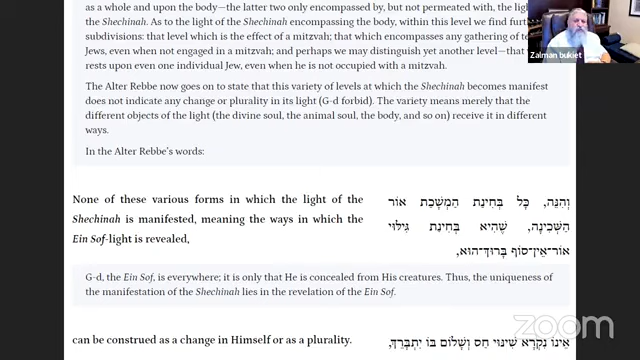 as a whole and upon the body—the latter two only encompassed by, but not permeated with, the ligh
of the Shechinah. As to the light of the Shechinah encompassing the body, within this level we find furt
subdivisions: that level which is the effect of a mitzvah; that which encompasses any gathering of te
Jews, even when not engaged in a mitzvah; and perhaps we may distinguish yet another level—that
rests upon even one individual Jew, even when he is not occupied with a mitzvah.
Zalman bukiet
The Alter Rebbe now goes on to state that this variety of levels at which the Shechinah becomes manifest
does not indicate any change or plurality in its light (G-d forbid). The variety means merely that the
different objects of the light (the divine soul, the animal soul, the body, and so on) receive it in different
ways.
In the Alter Rebbe's words:
None of these various forms in which the light of the
Shechinah is manifested, meaning the ways in which the
Ein Sof-light is revealed,
וְהִנֵּה, כָּל בְּחִינַת הַמְשָׁכַת אוֹר
הַשְּׁכִינָה, שֶׁהִיא בְּחִינַת גִּילּוּי
אוֹר־אֵין־סוֹף בָּרוּךְ־הוּא,
G-d, the Ein Sof, is everywhere; it is only that He is concealed from His creatures. Thus, the uniqueness of
the manifestation of the Shechinah lies in the revelation of the Ein Sof.
can be construed as a change in Himself or as a plurality.
אֵינוֹ נִקְרָא שִׁינּוּי חַס וְשָׁלוֹם בּוֹ יִתְבָּרֵךְ,
zoom